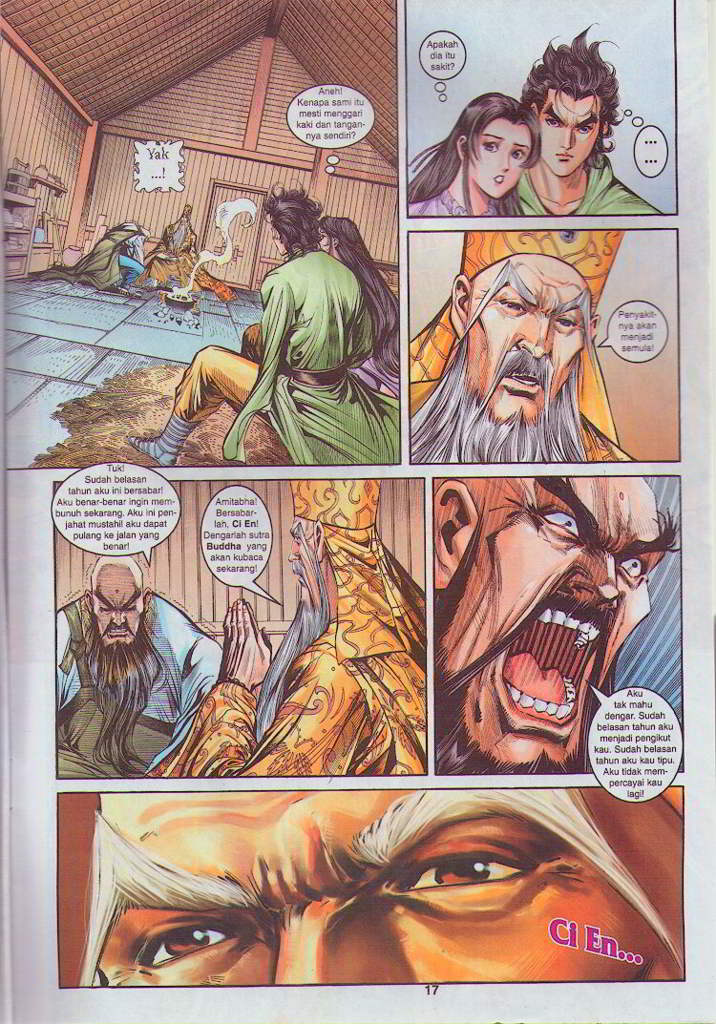 Aneh!
Kenapa sami itu
mesti menggari
kaki dan tangan-
nya sendiri?
Yak
...!
Apakah
dia itu
sakit?
...
...
Penyakit-
nya akan
menjadi
semula!
Tuk!
Sudah belasan
tahun aku ini bersabar!
Aku benar-benar ingin mem-
bunuh sekarang. Aku ini pen-
jahat mustahil aku dapat
pulang ke jalan yang
benar!
Amitabha!
Bersabar-
lah, Ci En!
Dengarlah sutra
Buddha yang
akan kubaca
sekarang!
Aku
tak mahu
dengar. Sudah
belasan tahun aku
menjadi pengikut
kau. Sudah belasan
tahun aku kau tipu.
Aku tidak mem-
percayai kau
lagi!
Ci En...
17